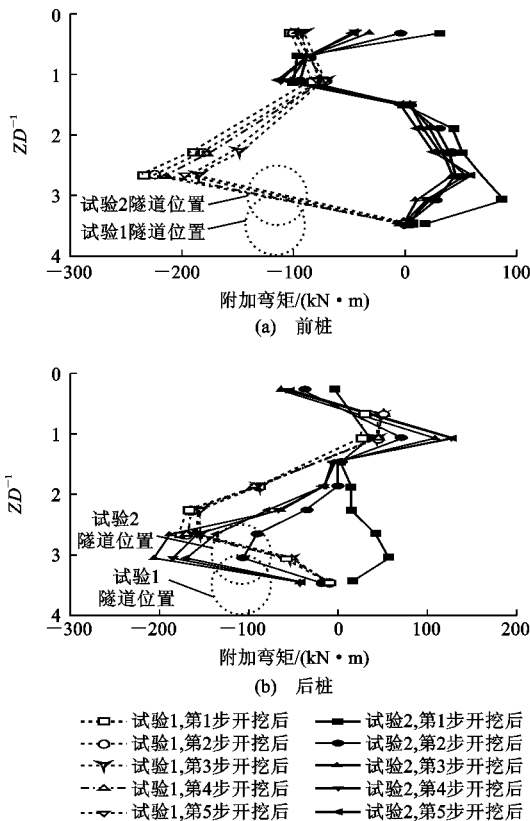 0
1
2
3
4
ZD⁻¹
试验2隧道位置
试验1隧道位置
−300 −200 −100 0 100
附加弯矩/(kN·m)
(a) 前桩
0
1
2
3
4
ZD⁻¹
试验2
隧道位置
试验1
隧道位置
−300 −200 −100 0 100 200
附加弯矩/(kN·m)
(b) 后桩
试验1,第1步开挖后 试验2,第1步开挖后
试验1,第2步开挖后 试验2,第2步开挖后
试验1,第3步开挖后 试验2,第3步开挖后
试验1,第4步开挖后 试验2,第4步开挖后
试验1,第5步开挖后 试验2,第5步开挖后